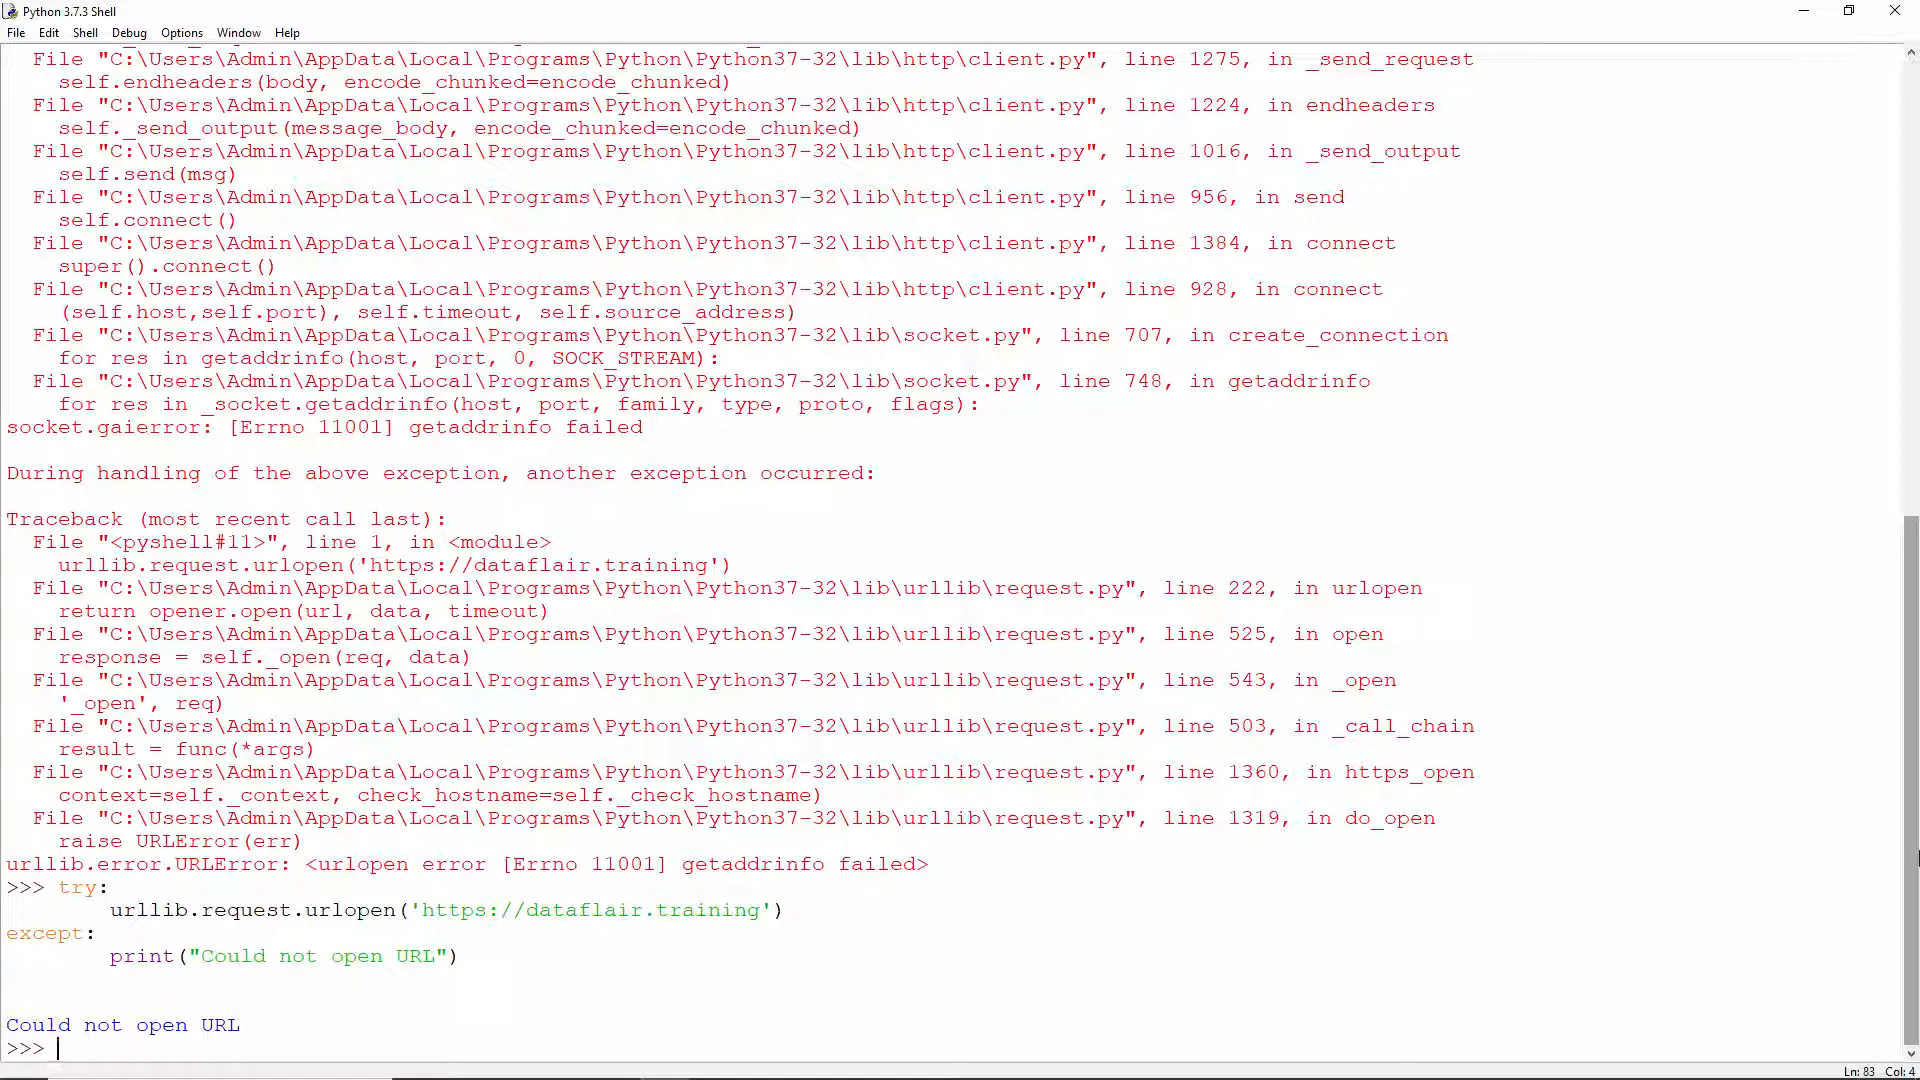 Python 3.7.3 Shell
File Edit Shell Debug Options Window Help
  File "C:\Users\Admin\AppData\Local\Programs\Python\Python37-32\lib\http\client.py", line 1275, in _send_request
    self.endheaders(body, encode_chunked=encode_chunked)
  File "C:\Users\Admin\AppData\Local\Programs\Python\Python37-32\lib\http\client.py", line 1224, in endheaders
    self._send_output(message_body, encode_chunked=encode_chunked)
  File "C:\Users\Admin\AppData\Local\Programs\Python\Python37-32\lib\http\client.py", line 1016, in _send_output
    self.send(msg)
  File "C:\Users\Admin\AppData\Local\Programs\Python\Python37-32\lib\http\client.py", line 956, in send
    self.connect()
  File "C:\Users\Admin\AppData\Local\Programs\Python\Python37-32\lib\http\client.py", line 1384, in connect
    super().connect()
  File "C:\Users\Admin\AppData\Local\Programs\Python\Python37-32\lib\http\client.py", line 928, in connect
    (self.host,self.port), self.timeout, self.source_address)
  File "C:\Users\Admin\AppData\Local\Programs\Python\Python37-32\lib\socket.py", line 707, in create_connection
    for res in getaddrinfo(host, port, 0, SOCK_STREAM):
  File "C:\Users\Admin\AppData\Local\Programs\Python\Python37-32\lib\socket.py", line 748, in getaddrinfo
    for res in _socket.getaddrinfo(host, port, family, type, proto, flags):
socket.gaierror: [Errno 11001] getaddrinfo failed

During handling of the above exception, another exception occurred:

Traceback (most recent call last):
  File "<pyshell#11>", line 1, in <module>
    urllib.request.urlopen('https://dataflair.training')
  File "C:\Users\Admin\AppData\Local\Programs\Python\Python37-32\lib\urllib\request.py", line 222, in urlopen
    return opener.open(url, data, timeout)
  File "C:\Users\Admin\AppData\Local\Programs\Python\Python37-32\lib\urllib\request.py", line 525, in open
    response = self._open(req, data)
  File "C:\Users\Admin\AppData\Local\Programs\Python\Python37-32\lib\urllib\request.py", line 543, in _open
    '_open', req)
  File "C:\Users\Admin\AppData\Local\Programs\Python\Python37-32\lib\urllib\request.py", line 503, in _call_chain
    result = func(*args)
  File "C:\Users\Admin\AppData\Local\Programs\Python\Python37-32\lib\urllib\request.py", line 1360, in https_open
    context=self._context, check_hostname=self._check_hostname)
  File "C:\Users\Admin\AppData\Local\Programs\Python\Python37-32\lib\urllib\request.py", line 1319, in do_open
    raise URLError(err)
urllib.error.URLError: <urlopen error [Errno 11001] getaddrinfo failed>
>>> try:
        urllib.request.urlopen('https://dataflair.training')
except:
        print("Could not open URL")

Could not open URL
>>>
Ln: 83 Col: 4